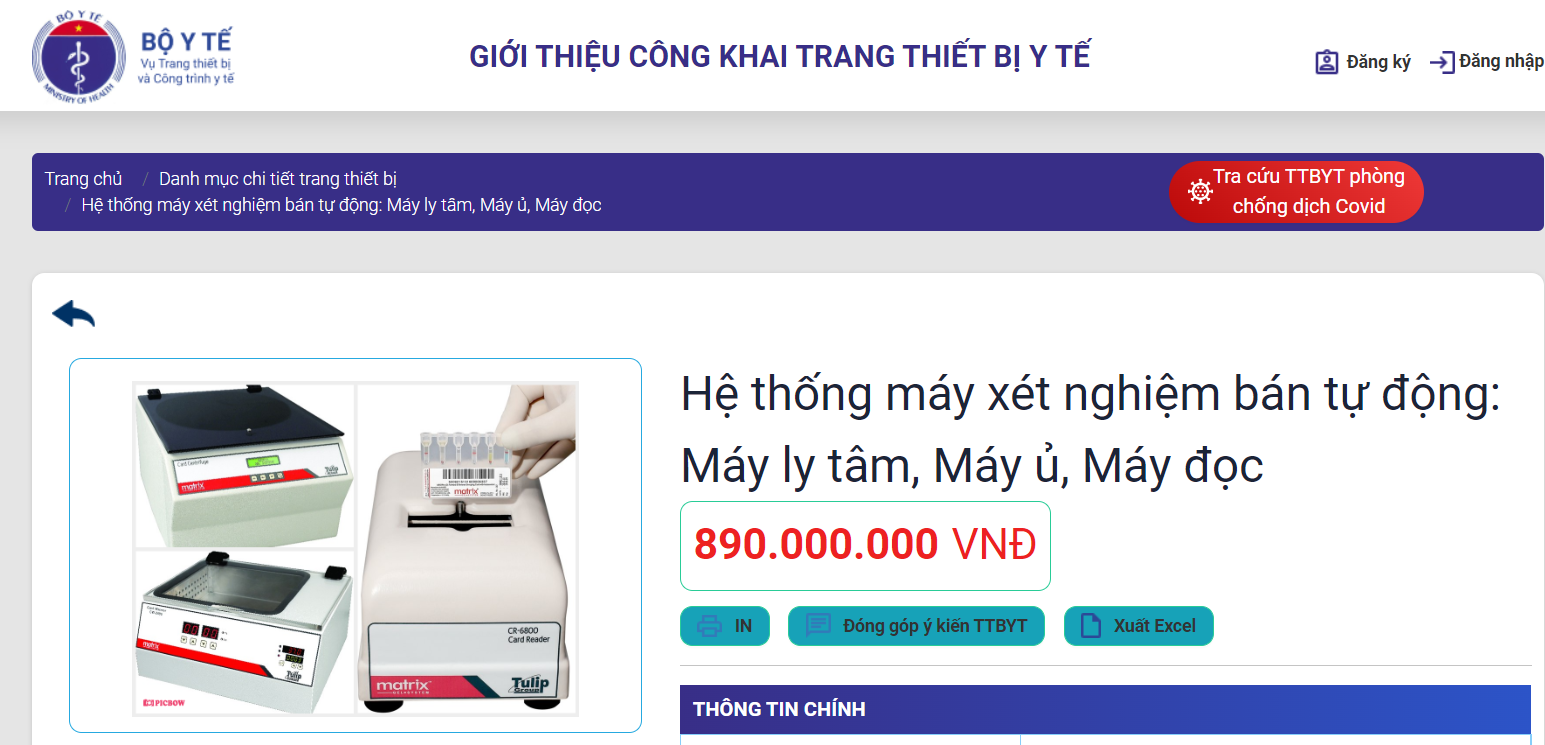 BỘ Y TẾ
MINISTRY OF HEALTH
BỘ Y TẾ
Vụ Trang thiết bị
và Công trình y tế
GIỚI THIỆU CÔNG KHAI TRANG THIẾT BỊ Y TẾ
Đăng ký
Đăng nhập
Trang chủ / Danh mục chi tiết trang thiết bị
/ Hệ thống máy xét nghiệm bán tự động: Máy ly tâm, Máy ủ, Máy đọc
Tra cứu TTBYT phòng
chống dịch Covid
Card Centrifuge
matrix
Tulip
matrix
CR-6800
Card Reader
matrix
Tulip
Group
matrix
Tulip
PICBOW
Hệ thống máy xét nghiệm bán tự động:
Máy ly tâm, Máy ủ, Máy đọc
890.000.000 VNĐ
IN
Đóng góp ý kiến TTBYT
Xuất Excel
THÔNG TIN CHÍNH